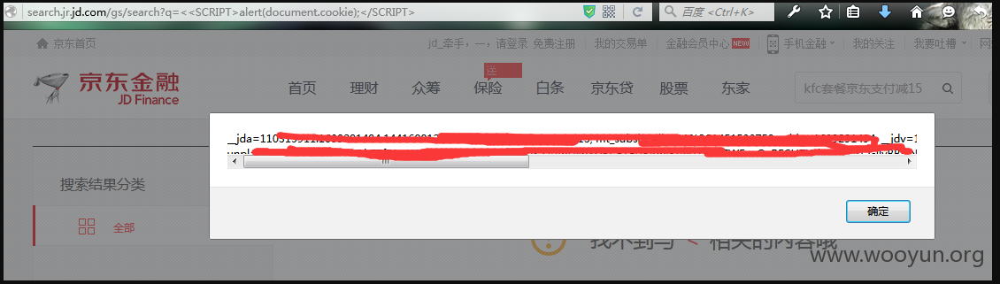 search.jr.jd.com/gs/search?q=<<SCRIPT>alert(document.cookie);</SCRIPT>
百度 <Ctrl+K>
京东首页 jd_牵手，一，请登录 免费注册 我的交易单 金融会员中心 NEW 手机金融 我的关注 我要吐槽
京东金融
JD Finance
首页 理财 众筹 保险 送 白条 京东贷 股票 东家
kfc套餐京东支付减15
搜索结果分类
全部
__jda=110
__jdv=1
确定
找不到与 < 相关的内容哦
www.wooyun.org